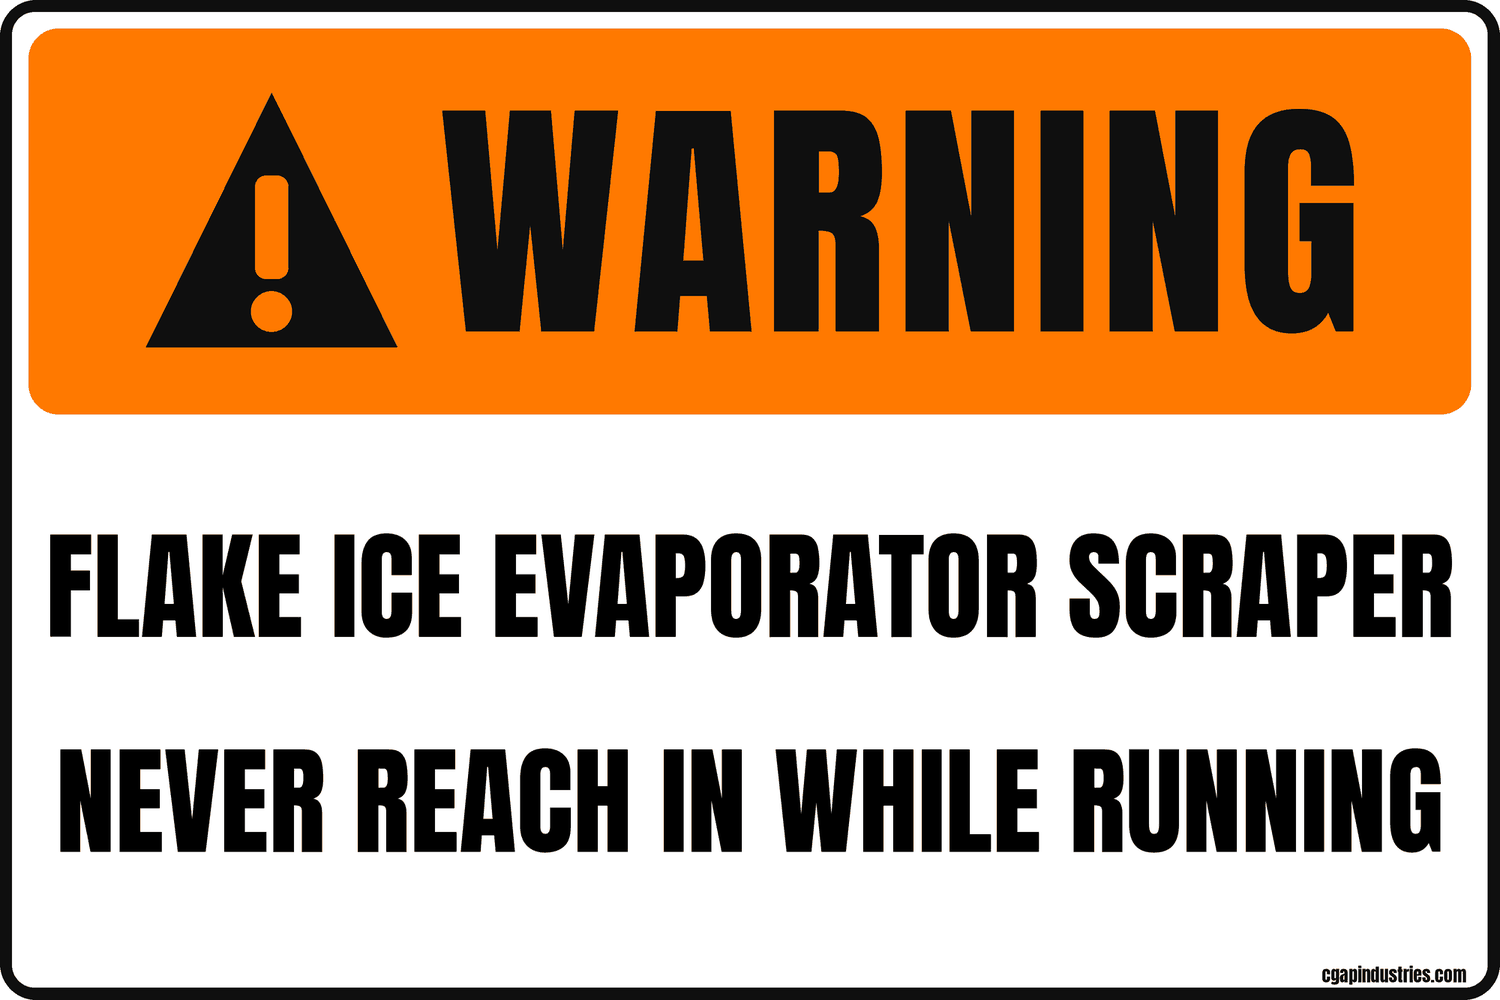 WARNING
FLAKE ICE EVAPORATOR SCRAPER
NEVER REACH IN WHILE RUNNING
cgapindustries.com